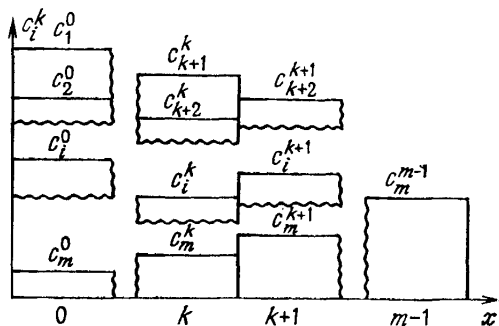 c_i^k c_1^0
c_2^0
c_i^0
c_m^0
c_{k+1}^k
c_{k+2}^k
c_i^k
c_m^k
c_{k+2}^{k+1}
c_i^{k+1}
c_m^{k+1}
c_m^{m-1}
0 k k+1 m-1 x